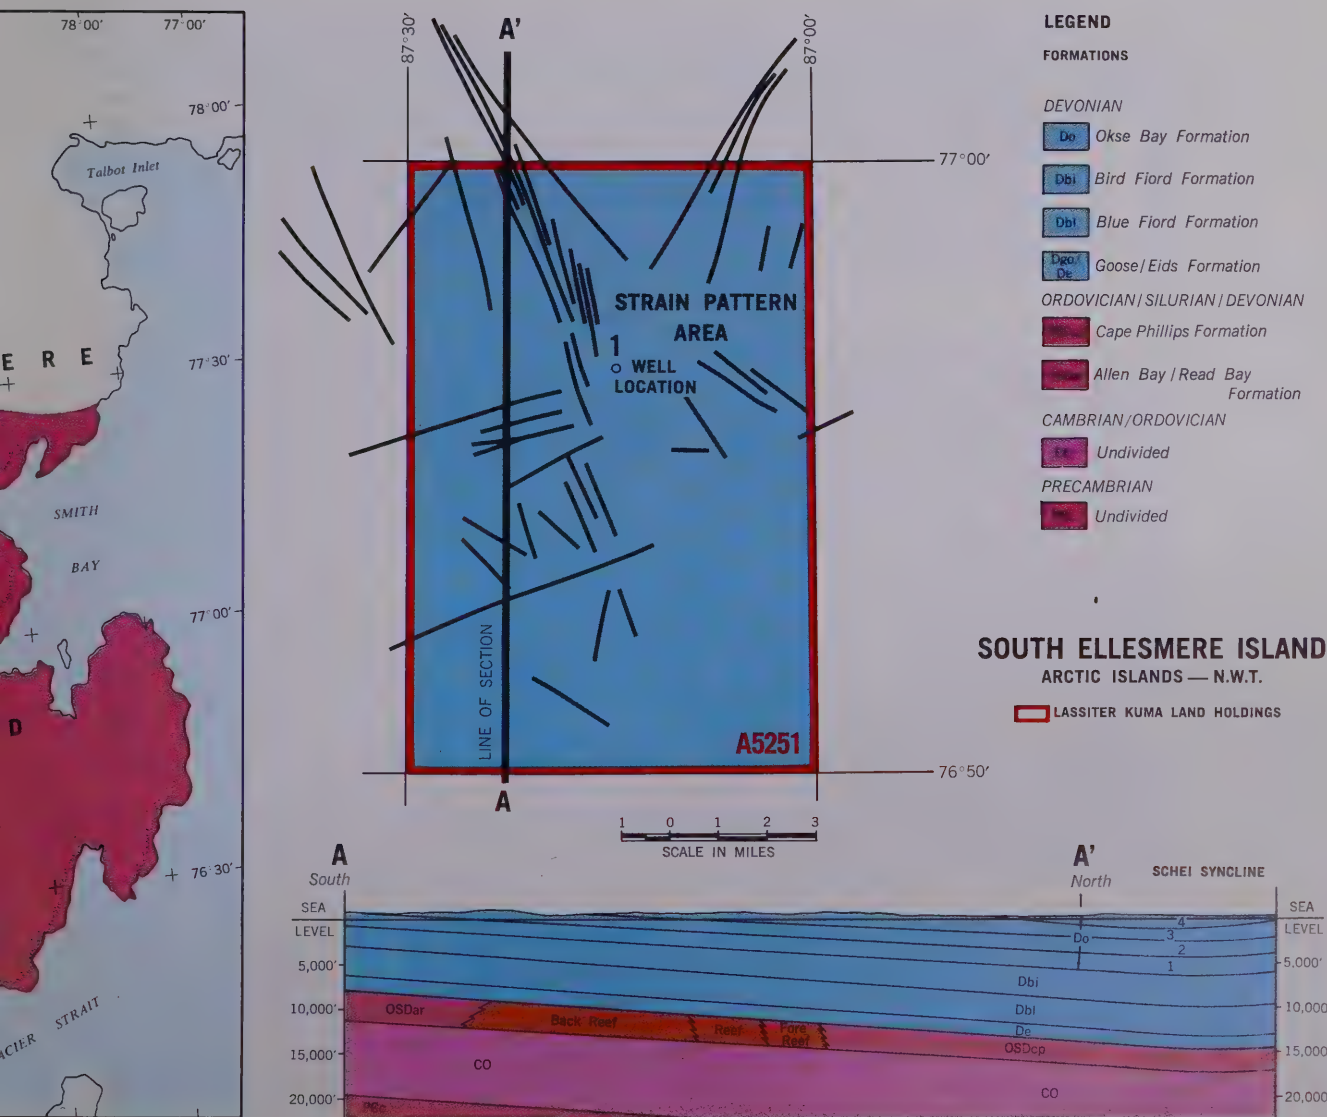 78°00′ 77°00′
78°00′
Talbot Inlet
E R E
77°30′
SMITH
BAY
77°00′
D
76°30′
STRAIT
87°30′
A'
87°00′
77°00′
STRAIN PATTERN
AREA
1
WELL
LOCATION
LINE OF SECTION
A5251
76°50′
A
1 0 1 2 3
SCALE IN MILES
LEGEND
FORMATIONS
DEVONIAN
Do Okse Bay Formation
Dbi Bird Fiord Formation
Dbl Blue Fiord Formation
Dgo/
De Goose/Eids Formation
ORDOVICIAN/SILURIAN/DEVONIAN
Cape Phillips Formation
Allen Bay/Read Bay
Formation
CAMBRIAN/ORDOVICIAN
Undivided
PRECAMBRIAN
Undivided
SOUTH ELLESMERE ISLAND
ARCTIC ISLANDS — N.W.T.
LASSITER KUMA LAND HOLDINGS
A
South
A'
North
SCHEI SYNCLINE
SEA
LEVEL
5,000′
10,000′
15,000′
20,000′
SEA
LEVEL
5,000′
10,000
15,000
20,000
4
Do 3
2
1
Dbi
Dbl
De
OSDar
Back Reef
Reef
Fore
Reef
OSDcp
CO
CO
PCc